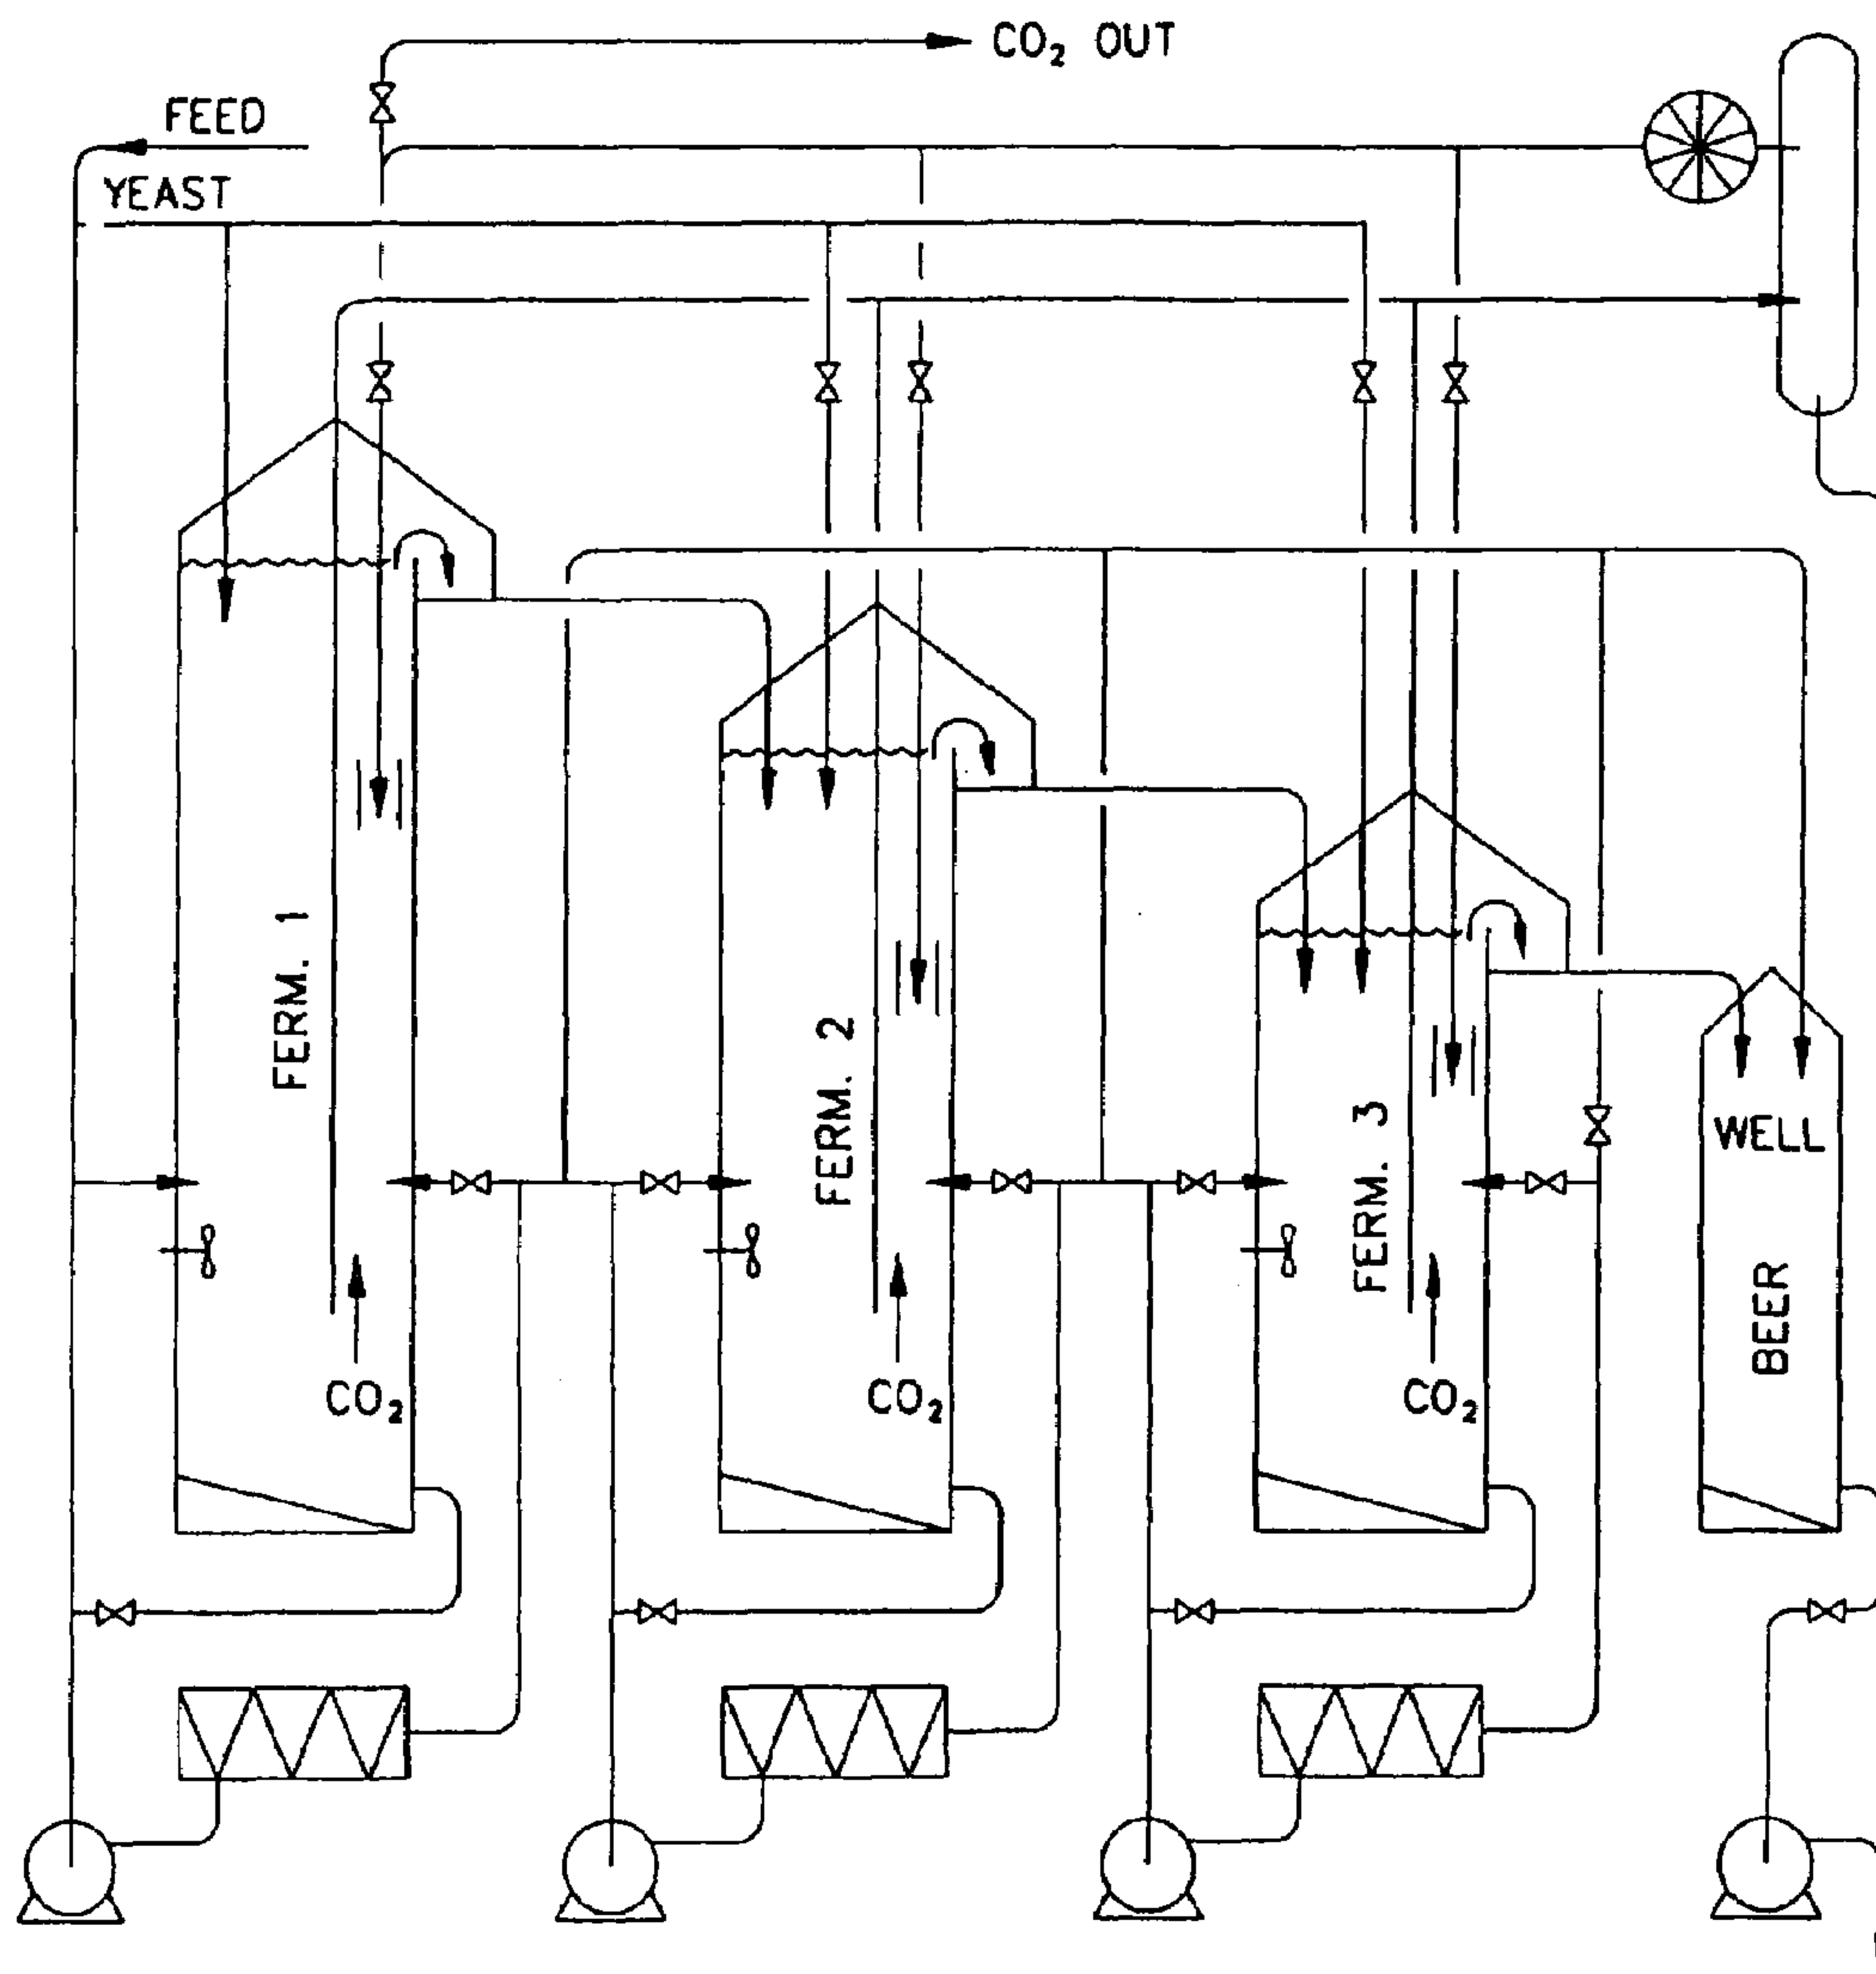 CO₂ OUT
FEED
YEAST
FERM. 1
FERM. 2
FERM. 3
WELL
BEER
CO₂
CO₂
CO₂